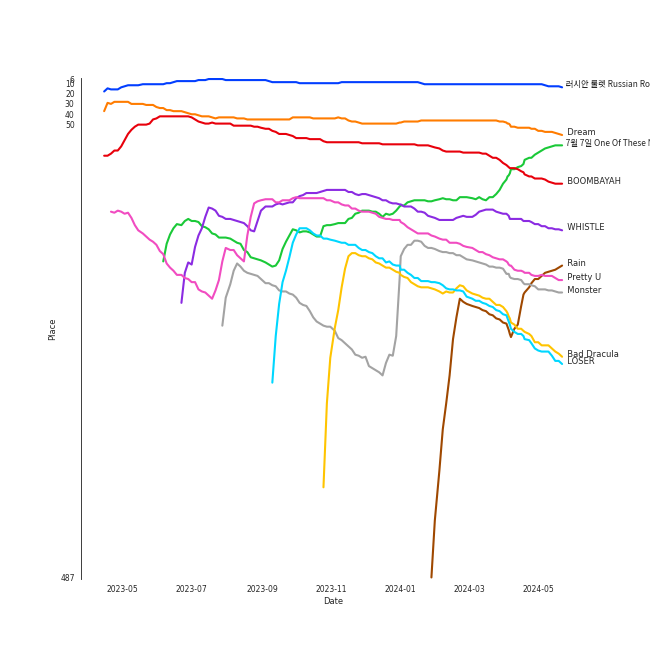 6
10
20
30
40
50
487
Place
2023-05 2023-07 2023-09 2023-11 2024-01 2024-03 2024-05
Date
러시안 룰렛 Russian Ro
Dream
7월 7일 One Of These
BOOMBAYAH
WHISTLE
Rain
Pretty U
Monster
Bad Dracula
LOSER